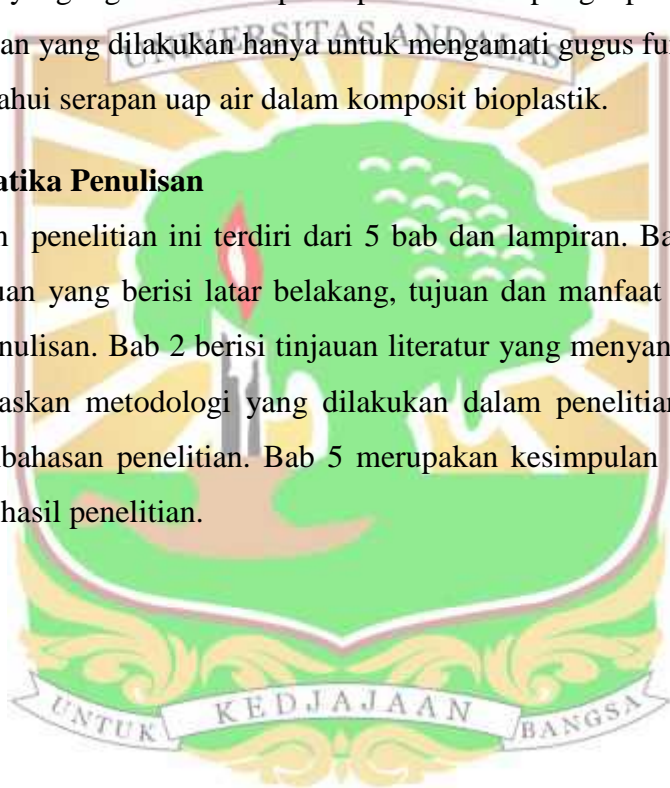 UNIVERSITAS ANDALAS
an yang dilakukan hanya untuk mengamati gugus fu
ahui serapan uap air dalam komposit bioplastik.
atika Penulisan
n penelitian ini terdiri dari 5 bab dan lampiran. Ba
uan yang berisi latar belakang, tujuan dan manfaat
nulisan. Bab 2 berisi tinjauan literatur yang menyan
askan metodologi yang dilakukan dalam penelitian
nbahasan penelitian. Bab 5 merupakan kesimpulan
hasil penelitian.
UNTUK KEDJAJAAN BANGSA